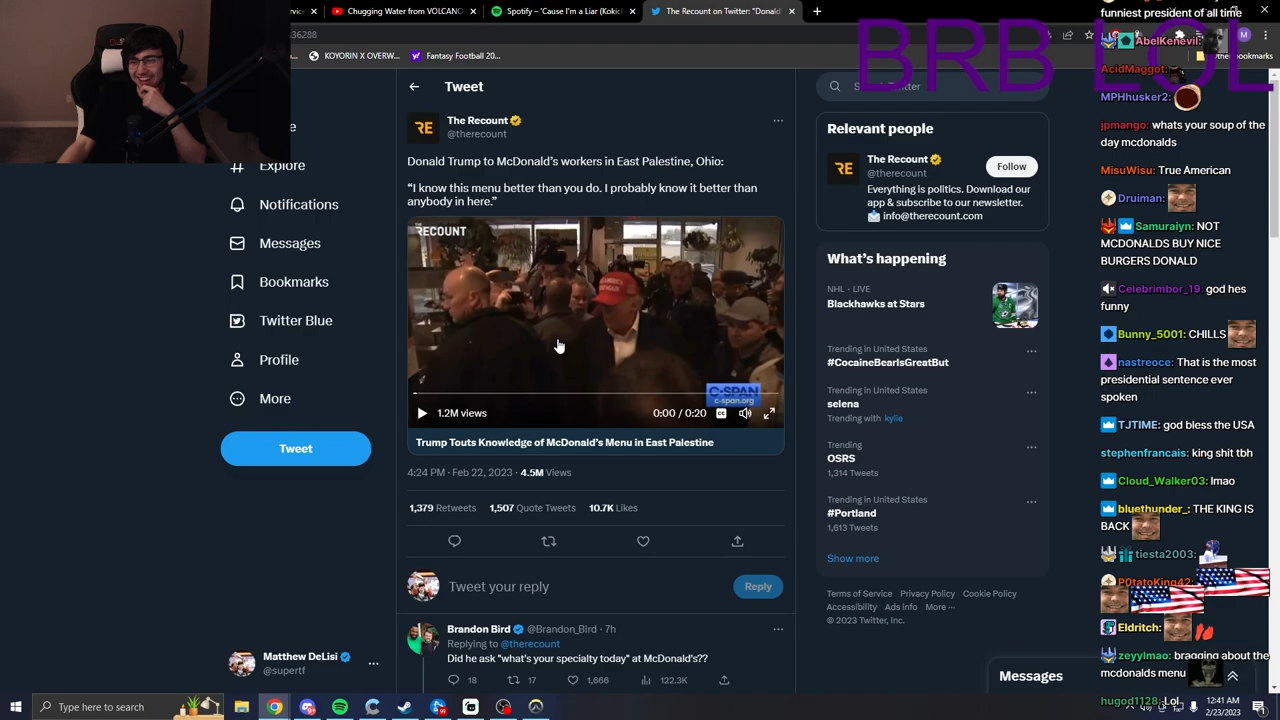 Chugging Water from VOLCANO
Spotify – 'Cause I'm a Liar (Kokich
The Recount on Twitter: "Donald
36288
KOYORIN X OVERW...
Fantasy Football 20...
BRB LOL
Explore
Notifications
Messages
Bookmarks
Twitter Blue
Profile
More
Tweet
Matthew DeLisi
@supertf
Tweet
The Recount
@therecount
Donald Trump to McDonald's workers in East Palestine, Ohio:
"I know this menu better than you do. I probably know it better than
anybody in here."
RECOUNT
C-SPAN
c-span.org
1.2M views
0:00 / 0:20
Trump Touts Knowledge of McDonald's Menu in East Palestine
4:24 PM · Feb 22, 2023 · 4.5M Views
1,379 Retweets 1,507 Quote Tweets 10.7K Likes
Tweet your reply
Reply
Brandon Bird @Brandon_Bird · 7h
Replying to @therecount
Did he ask "what's your specialty today" at McDonald's??
18 17 1,666 122.3K
Relevant people
The Recount
@therecount
Follow
Everything is politics. Download our
app & subscribe to our newsletter.
info@therecount.com
What's happening
NHL · LIVE
Blackhawks at Stars
Trending in United States
#CocaineBearIsGreatBut
Trending in United States
selena
Trending with kylie
Trending
OSRS
1,314 Tweets
Trending in United States
#Portland
1,613 Tweets
Show more
Terms of Service Privacy Policy Cookie Policy
Accessibility Ads info More ···
© 2023 Twitter, Inc.
Messages
funniest president of all time
AbelKenevil:
AcidMaggot:
MPHhusker2:
jpmango: whats your soup of the
day mcdonalds
MisuWisu: True American
Druiman:
Samuraiyn: NOT
MCDONALDS BUY NICE
BURGERS DONALD
Celebrimbor_19: god hes
funny
Bunny_5001: CHILLS
nastreoce: That is the most
presidential sentence ever
spoken
TJTIME: god bless the USA
stephenfrancais: king shit tbh
Cloud_Walker03: lmao
bluethunder_: THE KING IS
BACK
tiesta2003:
P0tatoKing42:
Eldritch:
zeyylmao: bragging about the
mcdonalds menu
hugod1128: Lol
Type here to search
12:41 AM
2/23/2023